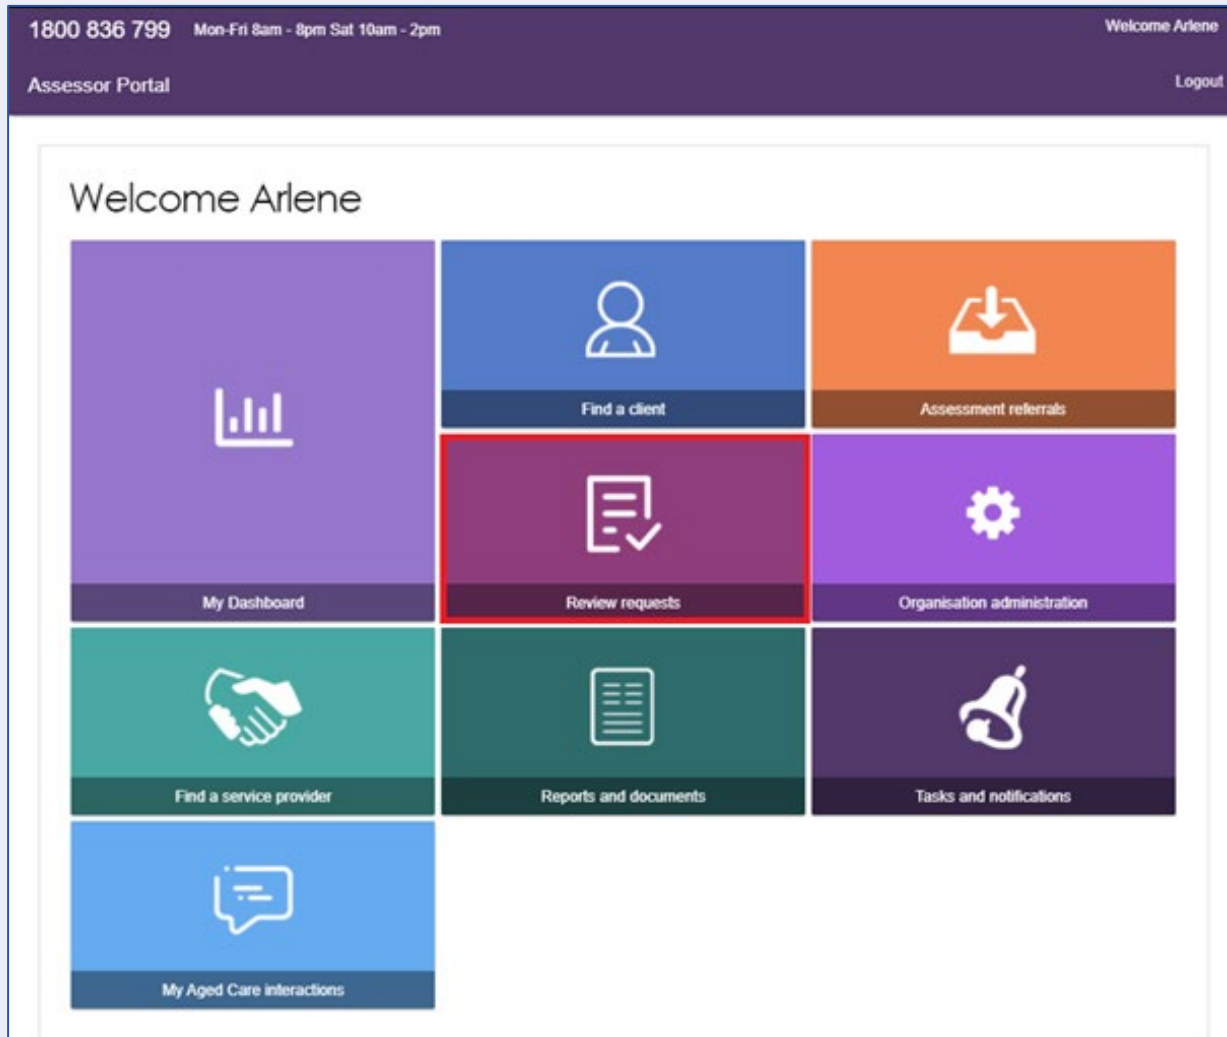 1800 836 799 Mon-Fri 8am - 8pm Sat 10am - 2pm Welcome Arlene
Assessor Portal Logout
Welcome Arlene
Find a client
Assessment referrals
My Dashboard
Review requests
Organisation administration
Find a service provider
Reports and documents
Tasks and notifications
My Aged Care interactions